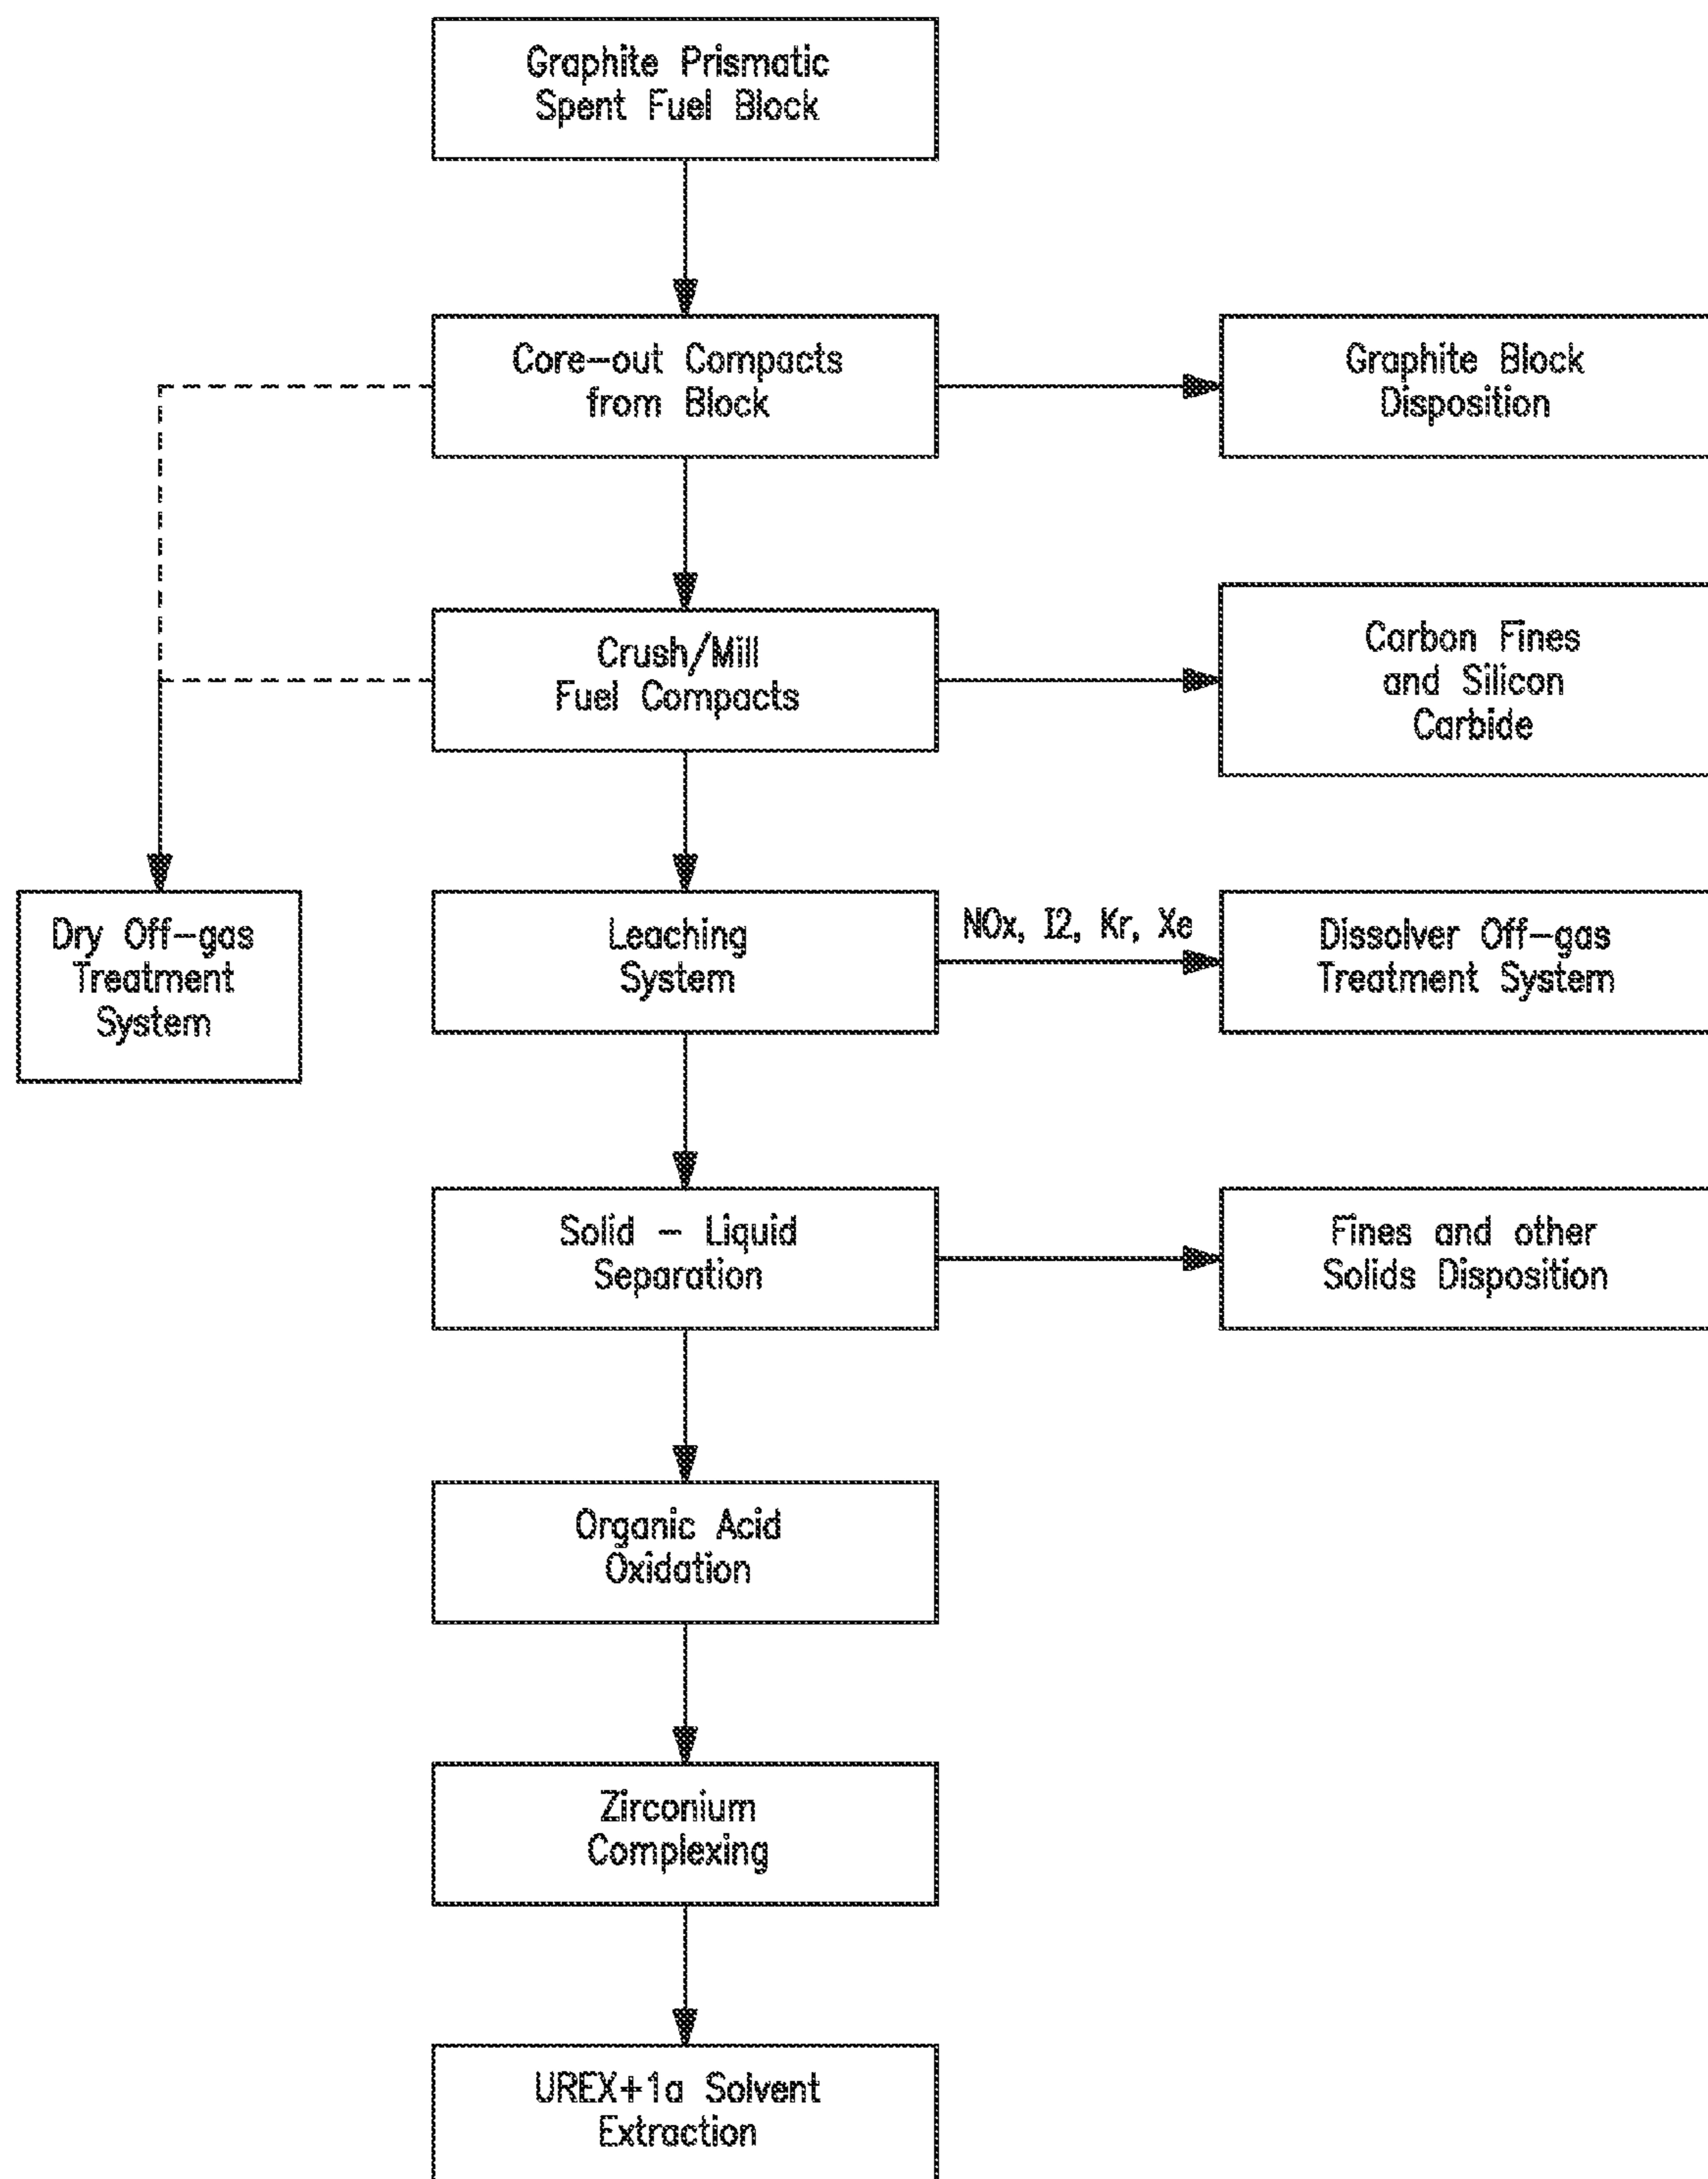 Graphite Prismatic
Spent Fuel Block
Core-out Compacts
from Block
Graphite Block
Disposition
Crush/Mill
Fuel Compacts
Carbon Fines
and Silicon
Carbide
Dry Off-gas
Treatment
System
Leaching
System
NOx, I2, Kr, Xe
Dissolver Off-gas
Treatment System
Solid - Liquid
Separation
Fines and other
Solids Disposition
Organic Acid
Oxidation
Zirconium
Complexing
UREX+1a Solvent
Extraction